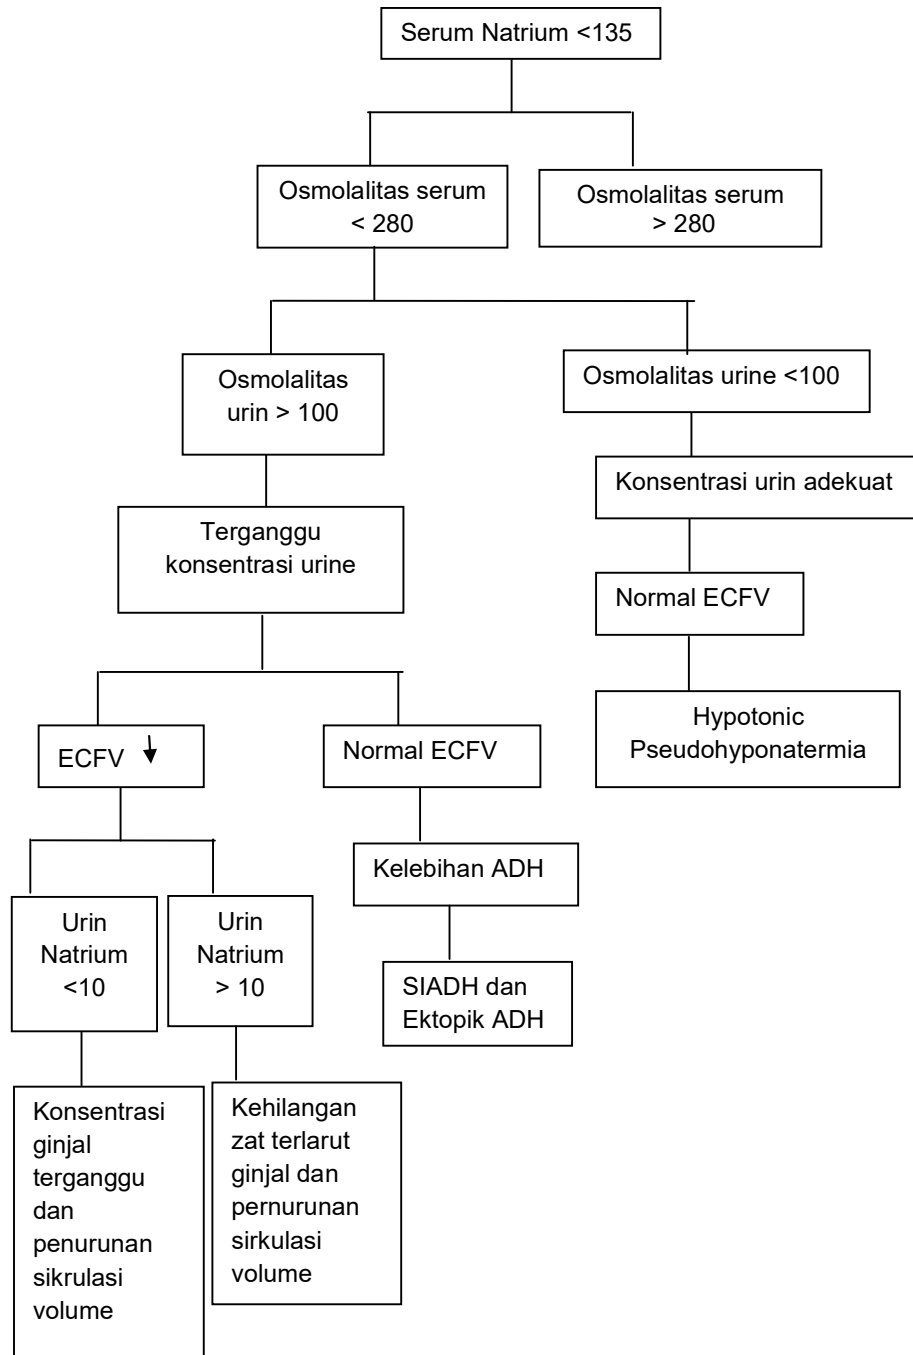 Serum Natrium <135
Osmolalitas serum
< 280
Osmolalitas serum
> 280
Osmolalitas
urin > 100
Osmolalitas urine <100
Terganggu
konsentrasi urine
Konsentrasi urin adekuat
Normal ECFV
Hypotonic
Pseudohyponatermia
ECFV
Normal ECFV
Kelebihan ADH
SIADH dan
Ektopik ADH
Urin
Natrium
<10
Urin
Natrium
> 10
Konsentrasi
ginjal
terganggu
dan
penurunan
sikrulasi
volume
Kehilangan
zat terlarut
ginjal dan
pernurunan
sirkulasi
volume